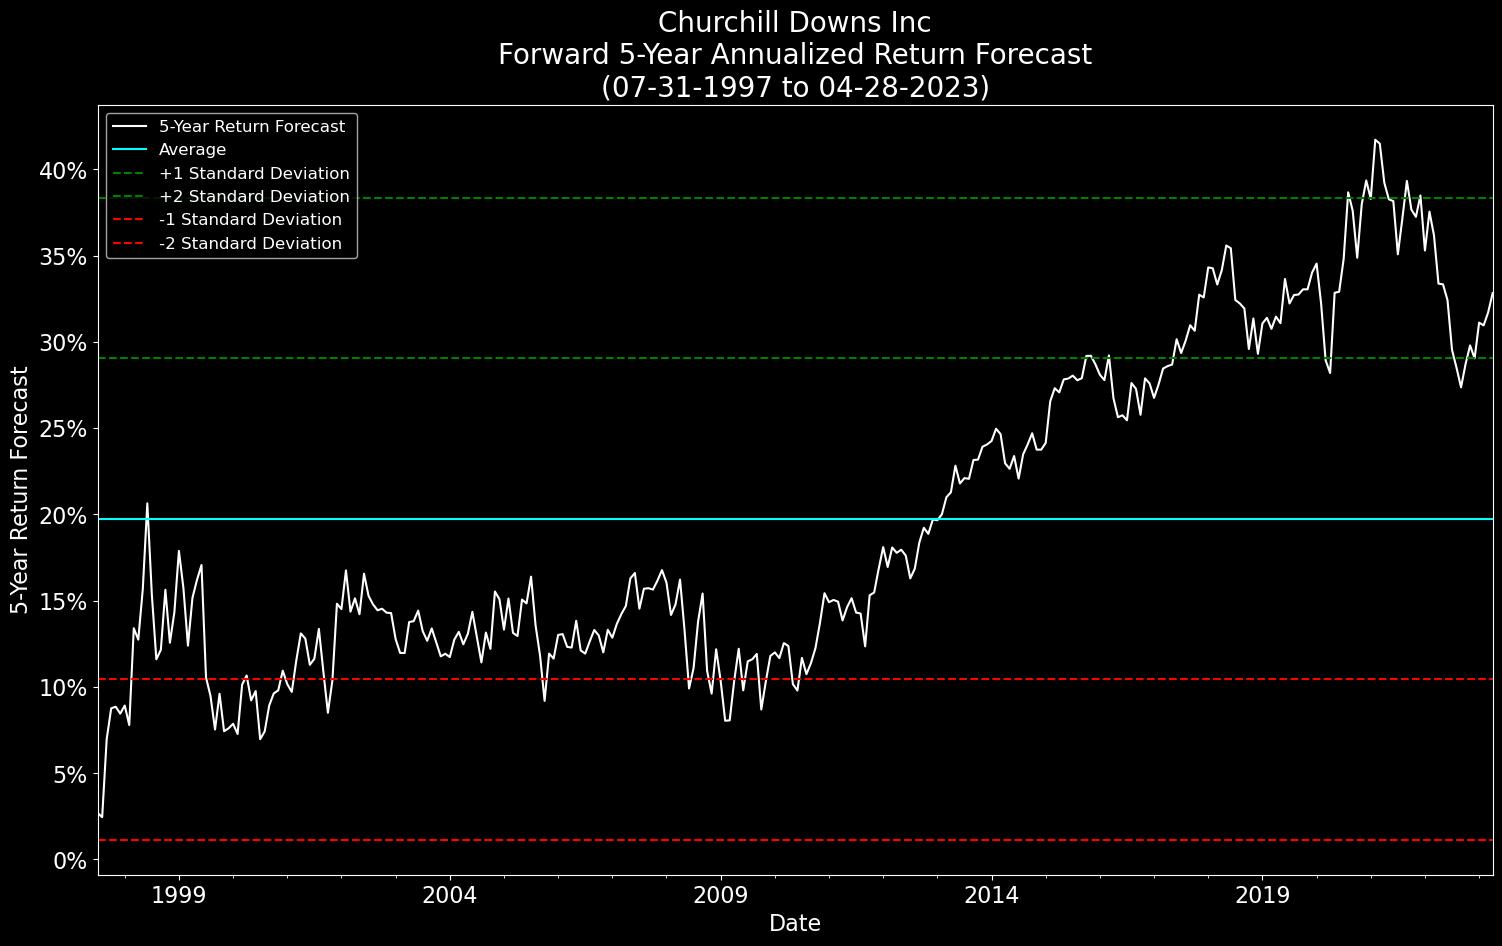 Churchill Downs Inc
Forward 5-Year Annualized Return Forecast
(07-31-1997 to 04-28-2023)
5-Year Return Forecast
Average
+1 Standard Deviation
+2 Standard Deviation
-1 Standard Deviation
-2 Standard Deviation
40%
35%
30%
25%
20%
15%
10%
5%
0%
5-Year Return Forecast
1999 2004 2009 2014 2019
Date